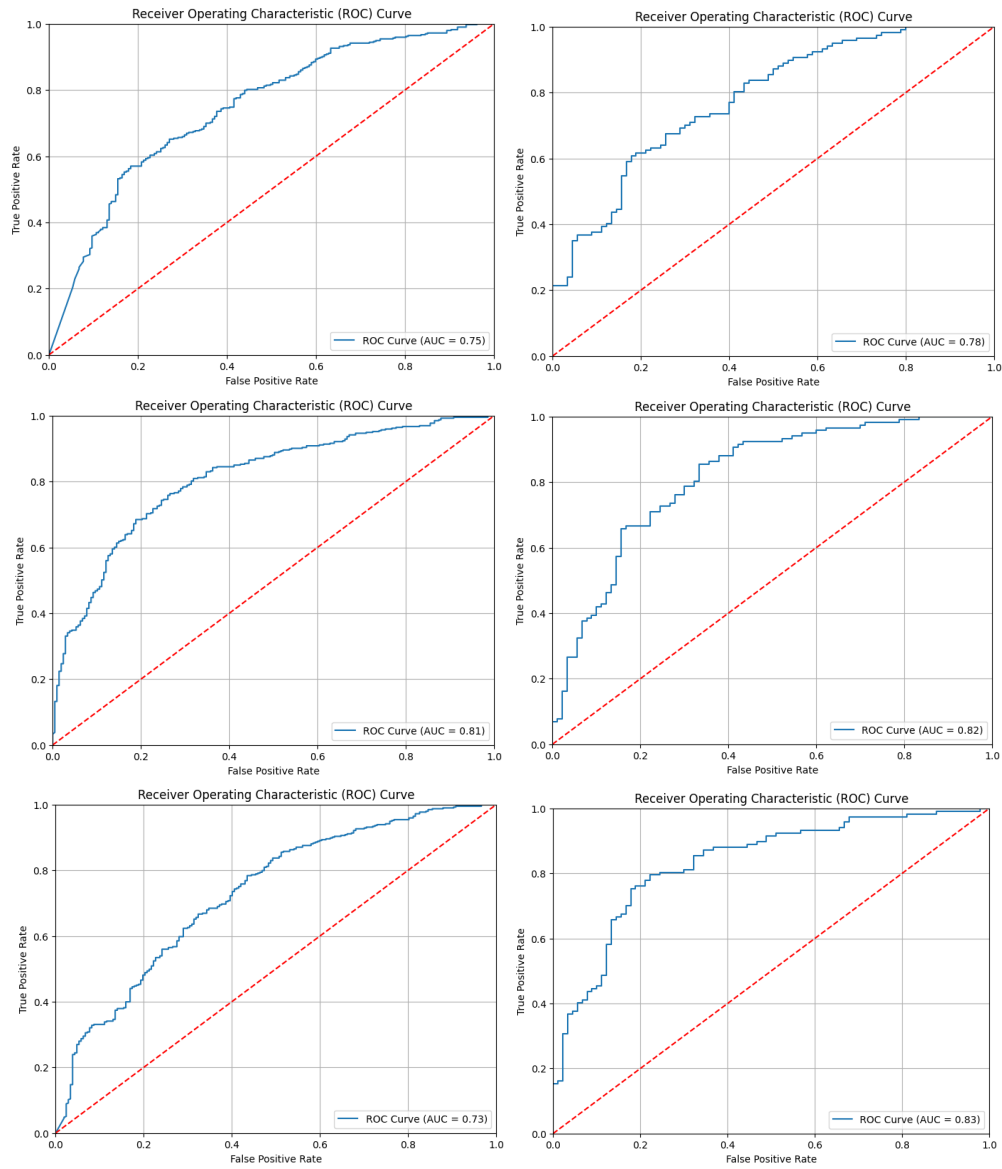 Receiver Operating Characteristic (ROC) Curve
1.0
0.8
0.6
0.4
0.2
0.0
True Positive Rate
ROC Curve (AUC = 0.75)
0.0 0.2 0.4 0.6 0.8 1.0
False Positive Rate
Receiver Operating Characteristic (ROC) Curve
1.0
0.8
0.6
0.4
0.2
0.0
True Positive Rate
ROC Curve (AUC = 0.78)
0.0 0.2 0.4 0.6 0.8 1.0
False Positive Rate
Receiver Operating Characteristic (ROC) Curve
1.0
0.8
0.6
0.4
0.2
0.0
True Positive Rate
ROC Curve (AUC = 0.81)
0.0 0.2 0.4 0.6 0.8 1.0
False Positive Rate
Receiver Operating Characteristic (ROC) Curve
1.0
0.8
0.6
0.4
0.2
0.0
True Positive Rate
ROC Curve (AUC = 0.82)
0.0 0.2 0.4 0.6 0.8 1.0
False Positive Rate
Receiver Operating Characteristic (ROC) Curve
1.0
0.8
0.6
0.4
0.2
0.0
True Positive Rate
ROC Curve (AUC = 0.73)
0.0 0.2 0.4 0.6 0.8 1.0
False Positive Rate
Receiver Operating Characteristic (ROC) Curve
1.0
0.8
0.6
0.4
0.2
0.0
True Positive Rate
ROC Curve (AUC = 0.83)
0.0 0.2 0.4 0.6 0.8 1.0
False Positive Rate